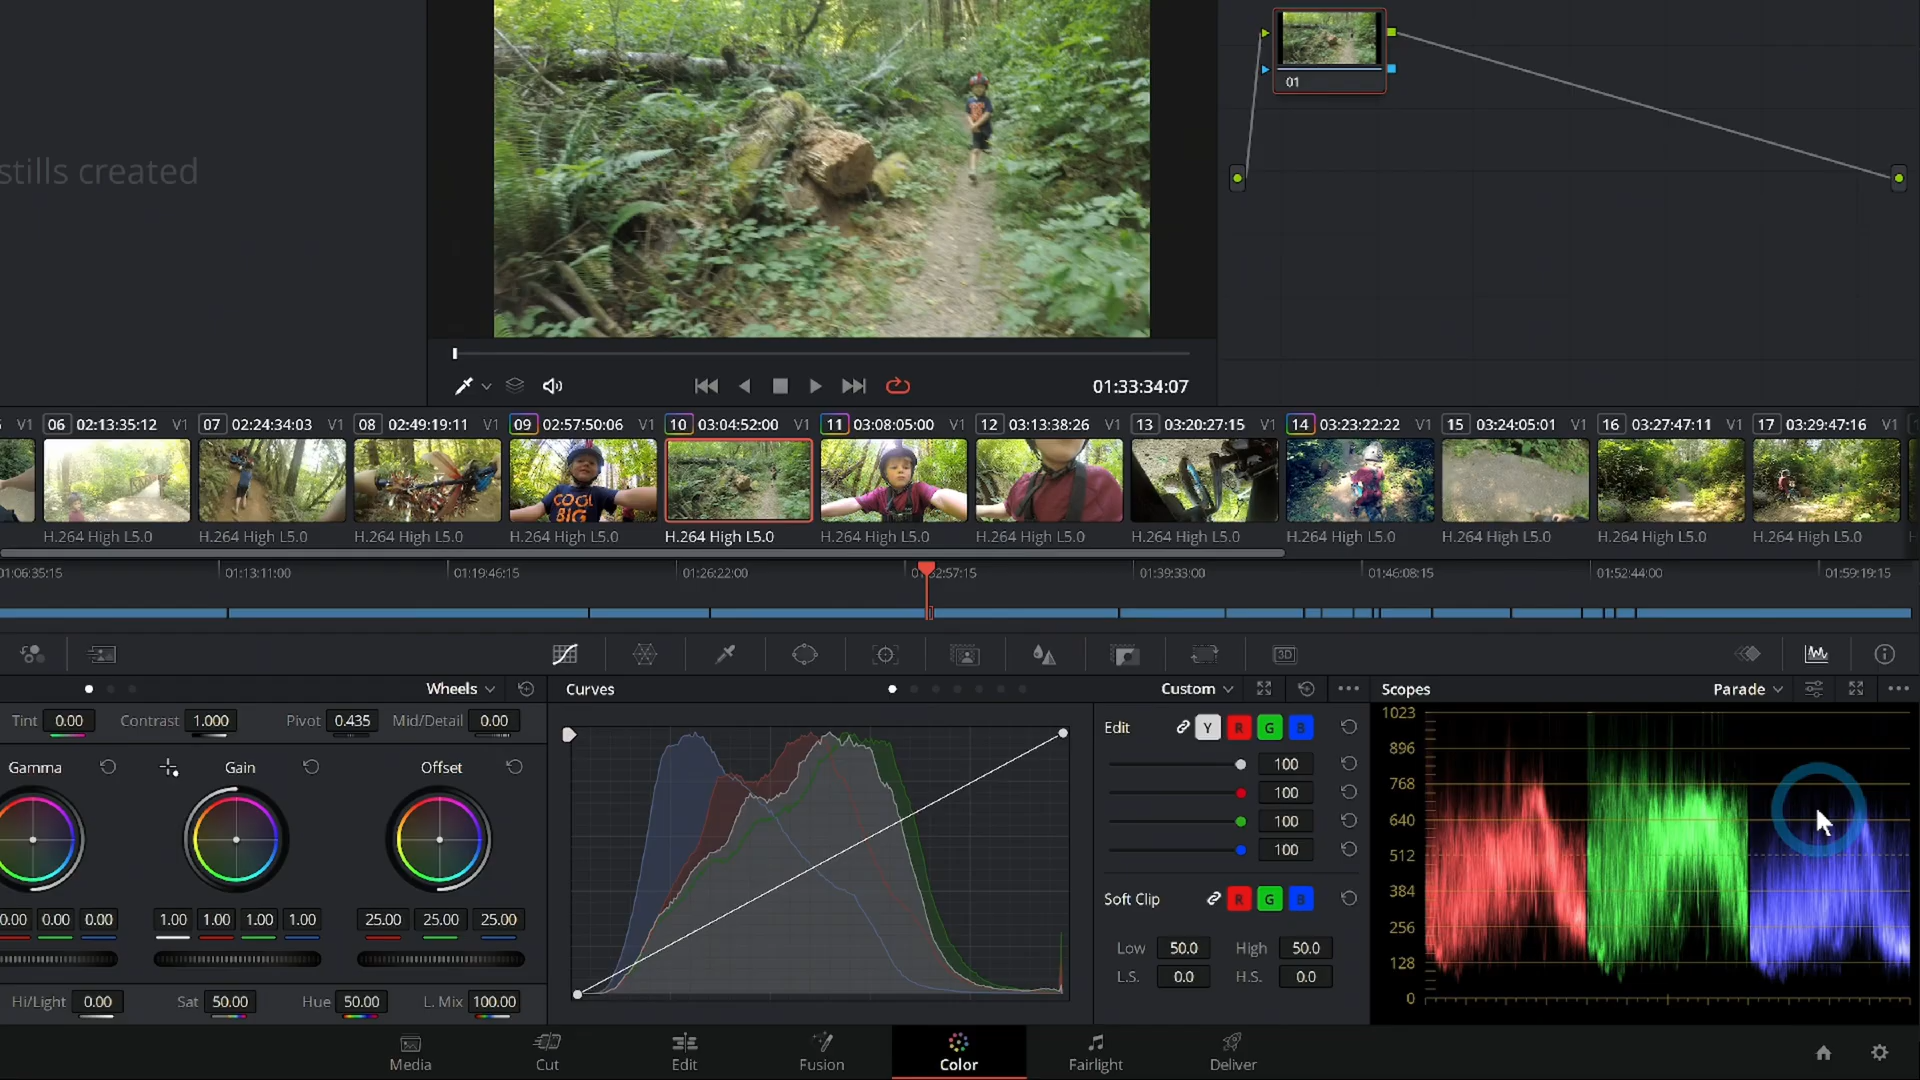 01
stills created
01:33:34:07
V1 06 02:13:35:12 V1 07 02:24:34:03 V1 08 02:49:19:11 V1 09 02:57:50:06 V1 10 03:04:52:00 V1 11 03:08:05:00 V1 12 03:13:38:26 V1 13 03:20:27:15 V1 14 03:23:22:22 V1 15 03:24:05:01 V1 16 03:27:47:11 V1 17 03:29:47:16 V1
COOL
BIG
H.264 High L5.0 H.264 High L5.0 H.264 High L5.0 H.264 High L5.0 H.264 High L5.0 H.264 High L5.0 H.264 High L5.0 H.264 High L5.0 H.264 High L5.0 H.264 High L5.0 H.264 High L5.0 H.264 High L5.0
01:06:35:15 01:13:11:00 01:19:46:15 01:26:22:00 01:32:57:15 01:39:33:00 01:46:08:15 01:52:44:00 01:59:19:15
3D
Wheels Curves Custom Scopes Parade
Tint 0.00 Contrast 1.000 Pivot 0.435 Mid/Detail 0.00
Gamma Gain Offset
0.00 0.00 0.00 1.00 1.00 1.00 1.00 25.00 25.00 25.00
Hi/Light 0.00 Sat 50.00 Hue 50.00 L. Mix 100.00
Edit Y R G B
100
100
100
100
Soft Clip R G B
Low 50.0 High 50.0
L.S. 0.0 H.S. 0.0
1023
896
768
640
512
384
256
128
0
Media Cut Edit Fusion Color Fairlight Deliver